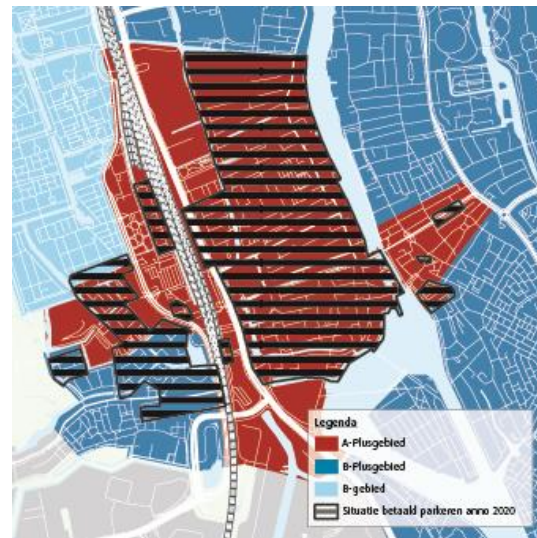 Legenda
A-Plusgebied
B-Plusgebied
B-gebied
Situatie betaald parkeren anno 2020